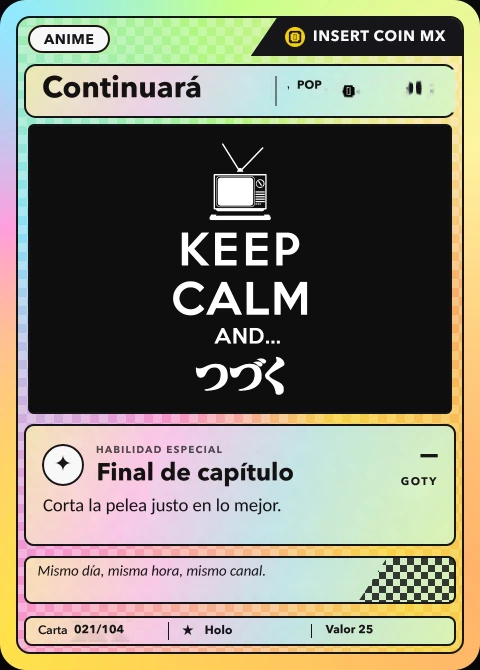 ANIME
INSERT COIN MX
Continuará
POP
KEEP
CALM
AND...
つづく
HABILIDAD ESPECIAL
Final de capítulo
—
GOTY
Corta la pelea justo en lo mejor.
Mismo día, misma hora, mismo canal.
Carta 021/104 ★ Holo Valor 25